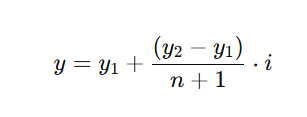 y = y₁ + (y₂ − y₁) / (n + 1) · i